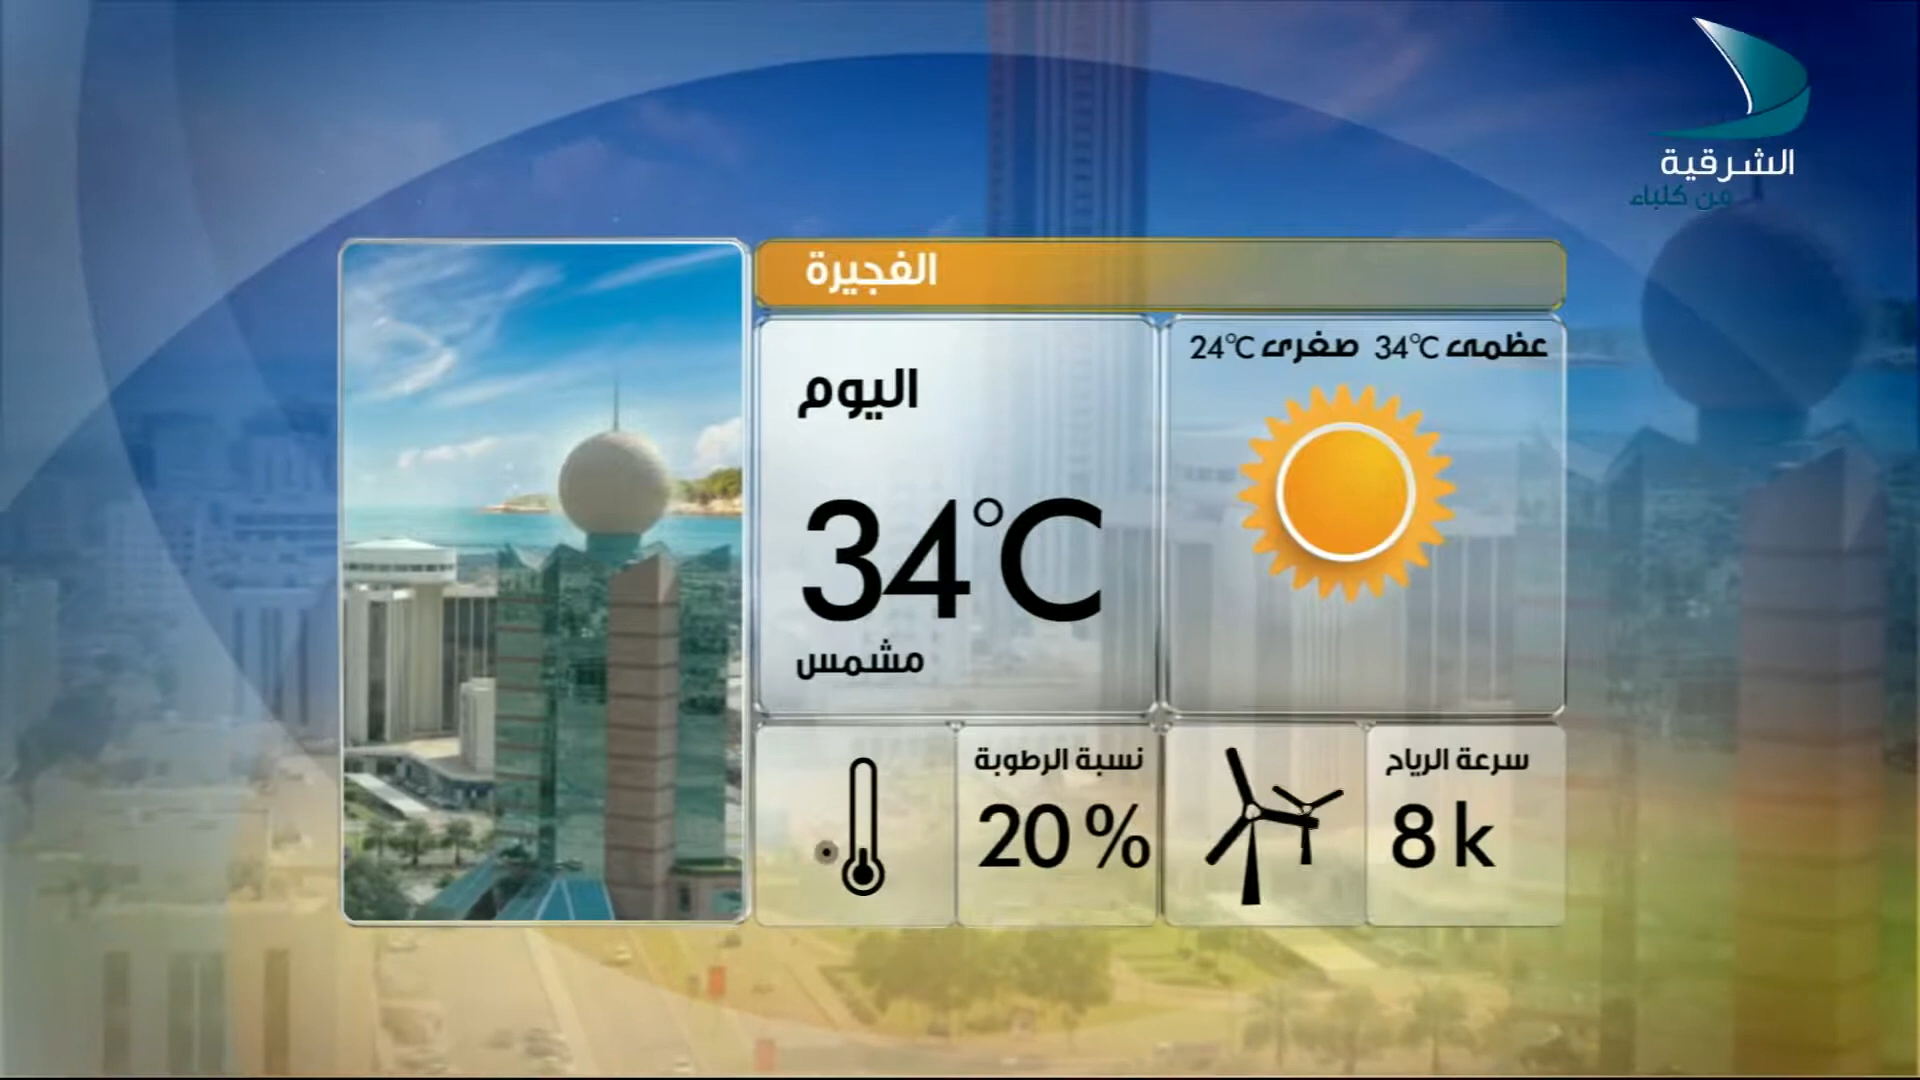 الشرقية
من كلباء
الفجيرة
عظمى 34°C صغرى 24°C
اليوم
34°C
مشمس
نسبة الرطوبة
20 %
سرعة الرياح
8 k